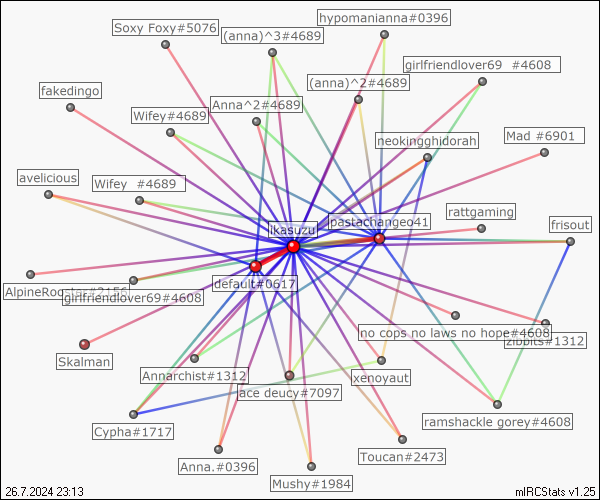 hypomanianna#0396
Soxy Foxy#5076
(anna)^3#4689
girlfriendlover69 #4608
(anna)^2#4689
fakedingo
Anna^2#4689
Wifey#4689
neokingghidorah
Mad #6901
avelicious
Wifey #4689
rattgaming
pastachangeo41
ikasuzu
frisout
default#0617
girlfriendlover69#4608
no cops no laws no hope#4608
zibbits#1312
Skalman
Annarchist#1312
xenoyaut
ace deucy#7097
ramshackle gorey#4608
Cypha#1717
Toucan#2473
Anna.#0396
Mushy#1984
26.7.2024 23:13
mIRCStats v1.25